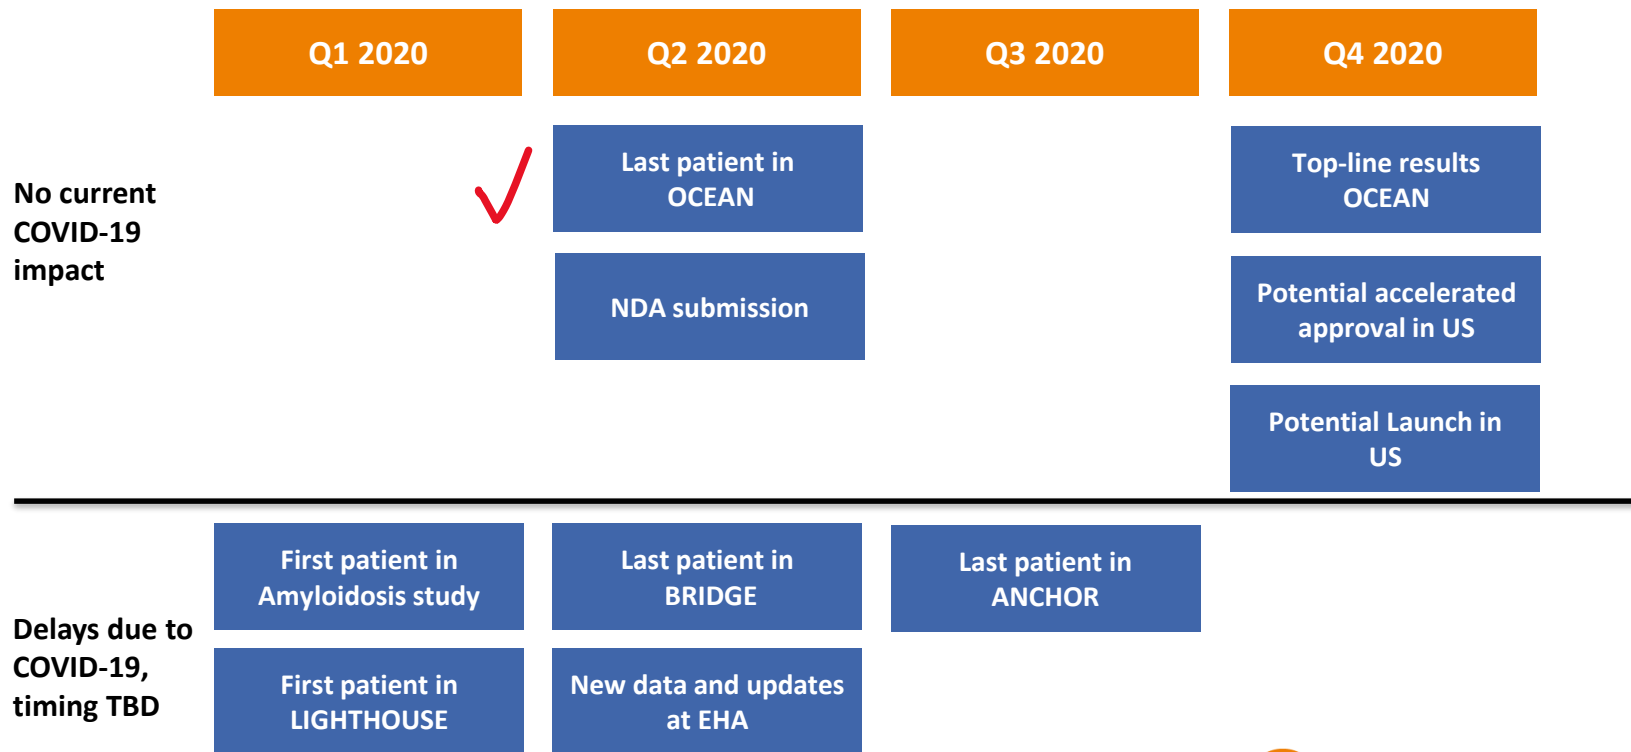 Q1 2020
Q2 2020
Q3 2020
Q4 2020
No current
COVID-19
impact
Last patient in
OCEAN
NDA submission
Top-line results
OCEAN
Potential accelerated
approval in US
Potential Launch in
US
Delays due to
COVID-19,
timing TBD
First patient in
Amyloidosis study
First patient in
LIGHTHOUSE
Last patient in
BRIDGE
New data and updates
at EHA
Last patient in
ANCHOR